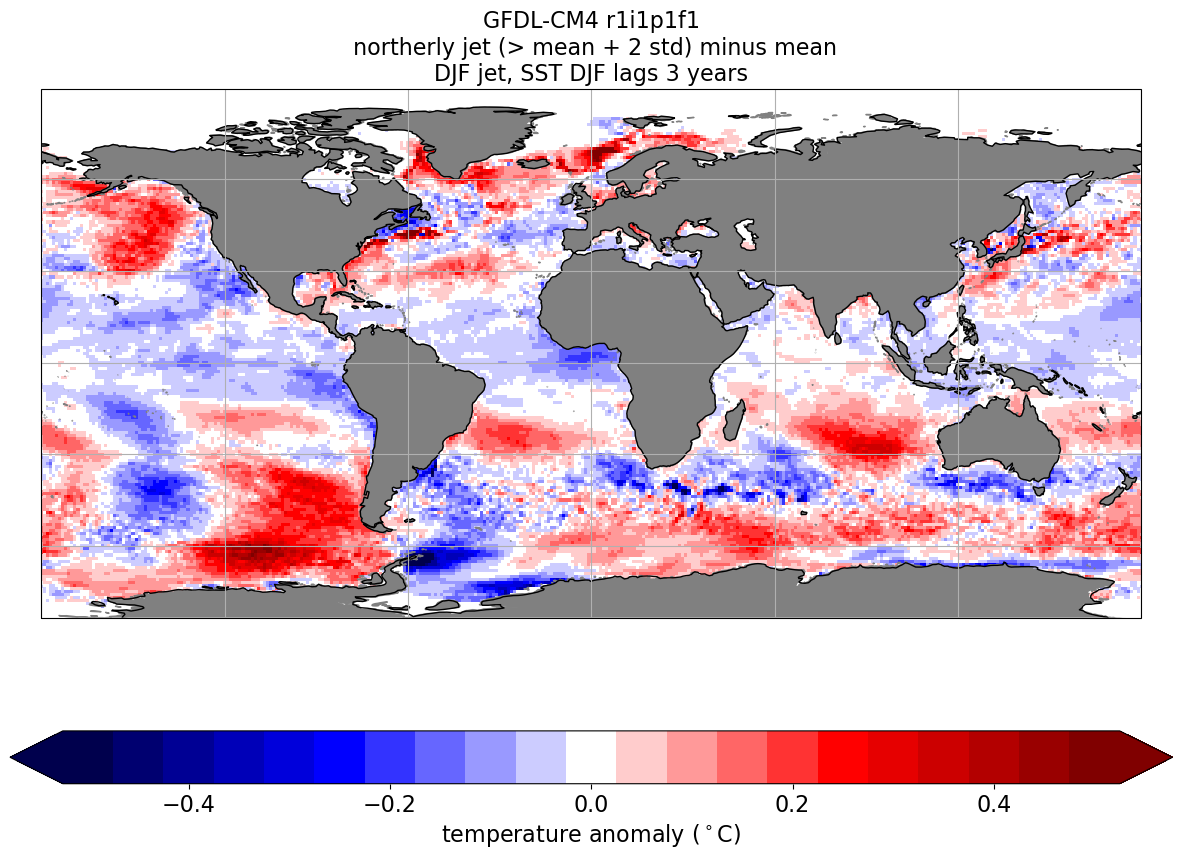 GFDL-CM4 r1i1p1f1
northerly jet (> mean + 2 std) minus mean
DJF jet, SST DJF lags 3 years
−0.4 −0.2 0.0 0.2 0.4
temperature anomaly (°C)